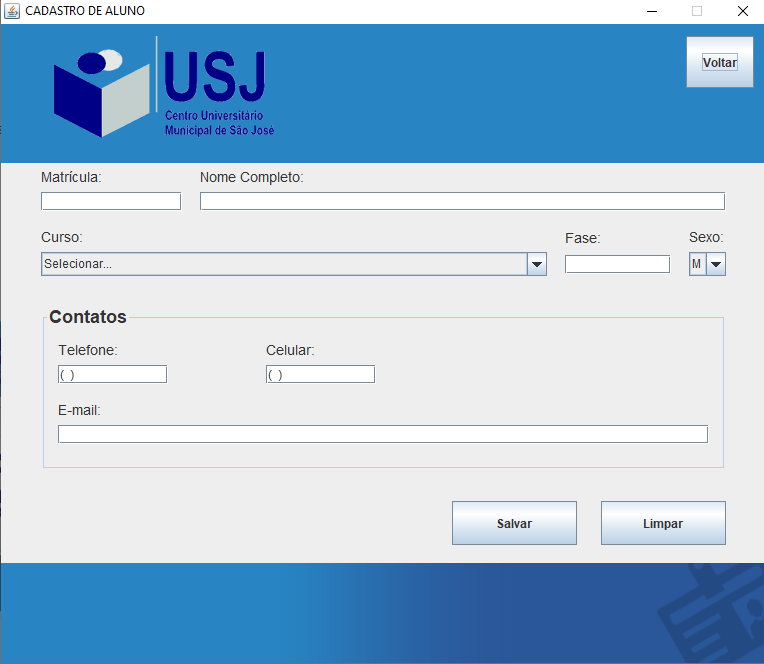 CADASTRO DE ALUNO
USJ
Centro Universitário
Municipal de São José
Voltar
Matrícula:
Nome Completo:
Curso:
Fase:
Sexo:
Selecionar...
M
Contatos
Telefone:
Celular:
( )
( )
E-mail:
Salvar
Limpar